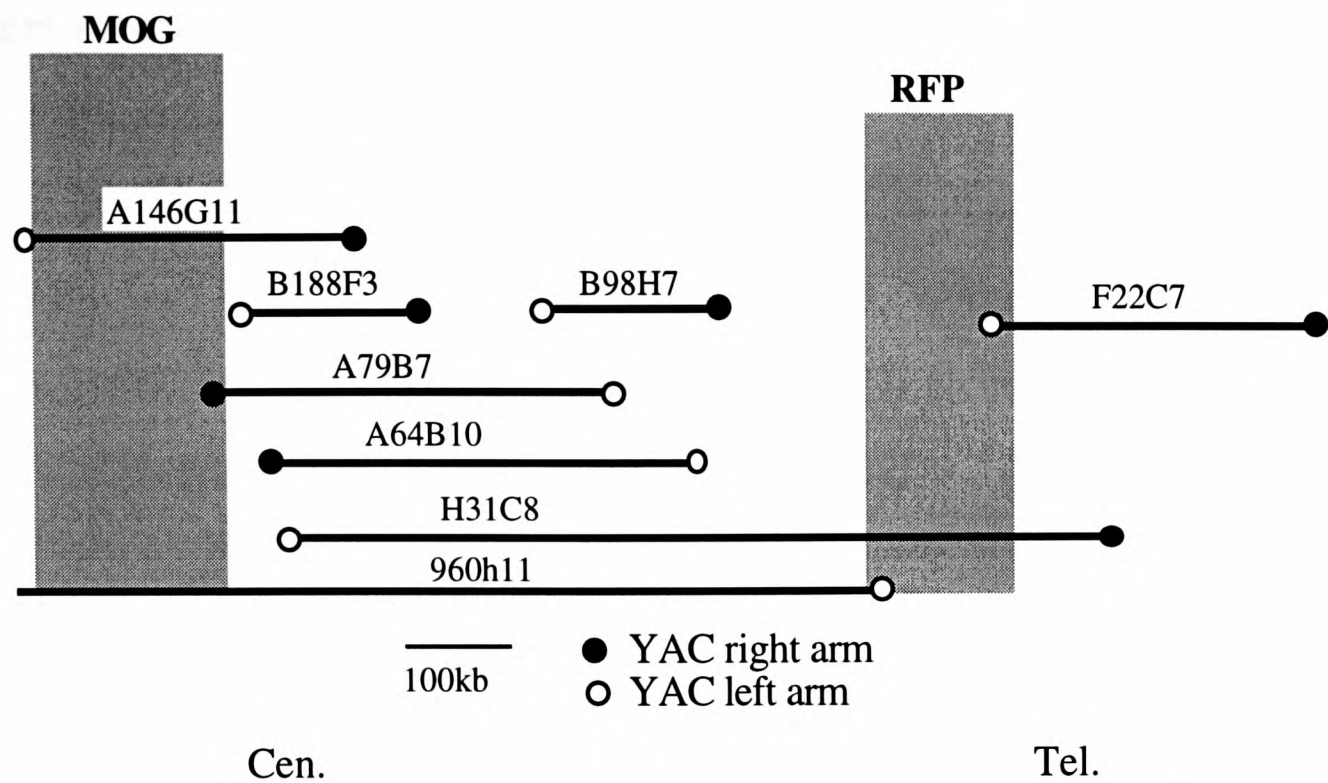 MOG
RFP
A146G11
B188F3
B98H7
F22C7
A79B7
A64B10
H31C8
960h11
100kb
YAC right arm
YAC left arm
Cen.
Tel.